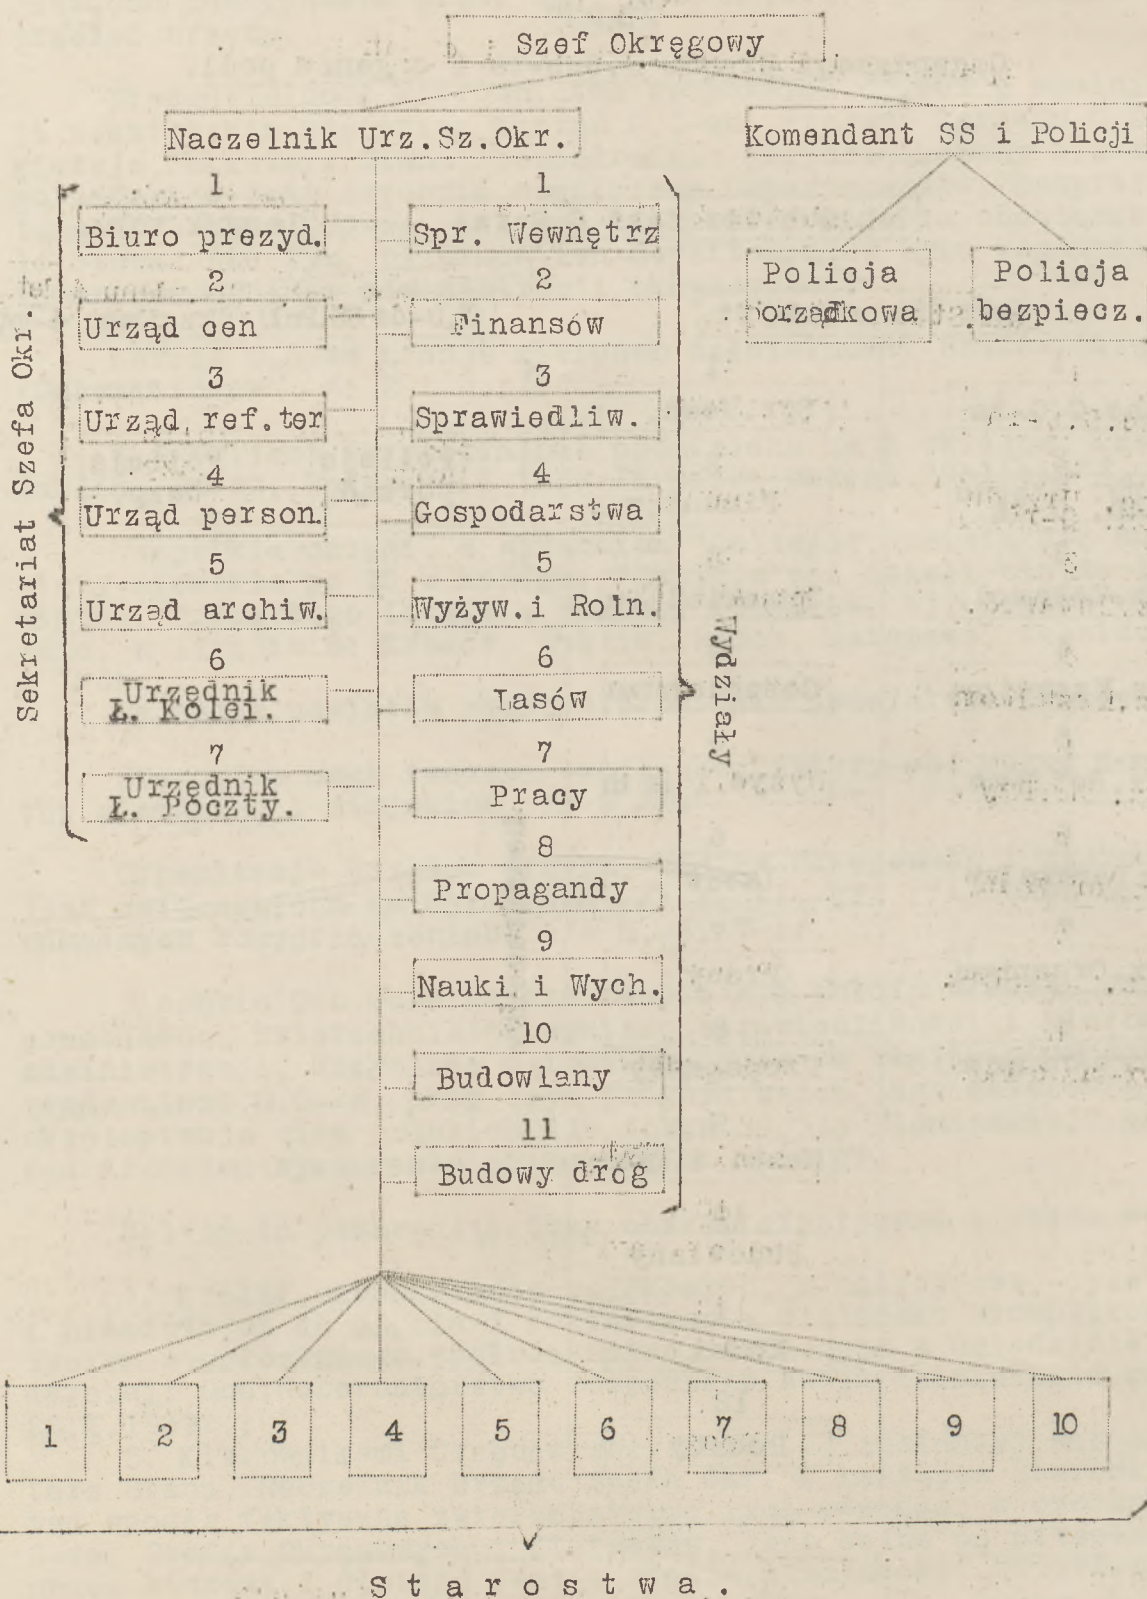 Szef Okręgowy
Naczelnik Urz.Sz.Okr.
Komendant SS i Policji
Sekretariat Szefa Okr.
1
Biuro prezyd.
2
Urząd cen
3
Urząd ref.ter
4
Urząd person.
5
Urząd archiw.
6
Urzędnik
Ł. Kolei.
7
Urzędnik
Ł. Poczty.
1
Spr. Wewnętrz
2
Finansów
3
Sprawiedliw.
4
Gospodarstwa
5
Wyżyw.i Roln.
6
Lasów
7
Pracy
8
Propagandy
9
Nauki i Wych.
10
Budowlany
11
Budowy dróg
Wydziały
Policja
porządkowa
Policja
bezpiecz.
1 2 3 4 5 6 7 8 9 10
Starostwa.